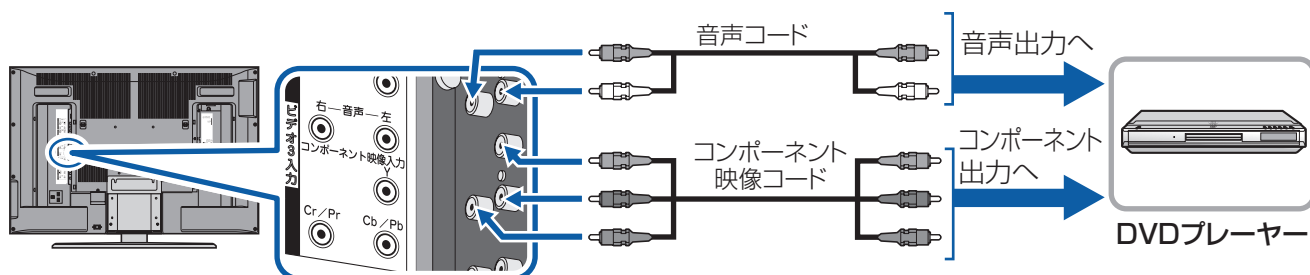 音声コード
音声出力へ
右―音声―左
コンポーネント映像入力
Y
Cr／Pr
Cb／Pb
ビデオ3入力
コンポーネント
映像コード
コンポーネント
出力へ
DVDプレーヤー